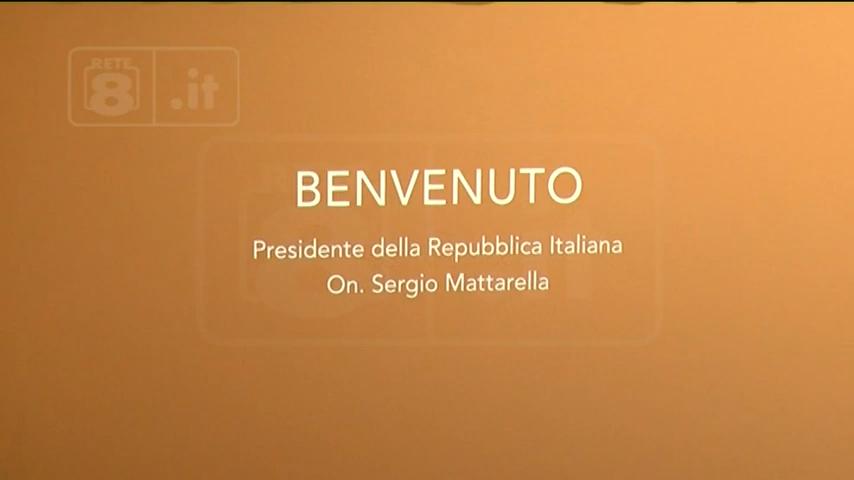 RETE
8 .it
BENVENUTO
Presidente della Repubblica Italiana
On. Sergio Mattarella